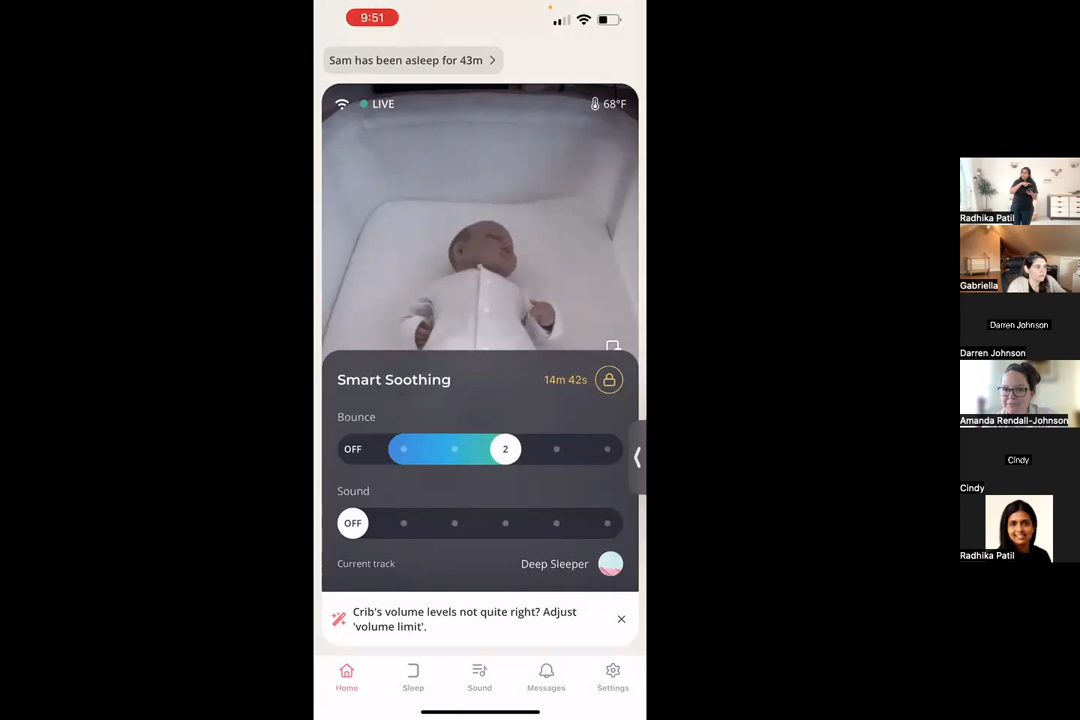 9:51
Sam has been asleep for 43m
LIVE
68°F
Smart Soothing
14m 42s
Bounce
OFF
2
Sound
OFF
Current track
Deep Sleeper
Crib's volume levels not quite right? Adjust
'volume limit'.
Home
Sleep
Sound
Messages
Settings
Radhika Patil
Gabriella
Darren Johnson
Darren Johnson
Amanda Rendall-Johnson
Cindy
Cindy
Radhika Patil